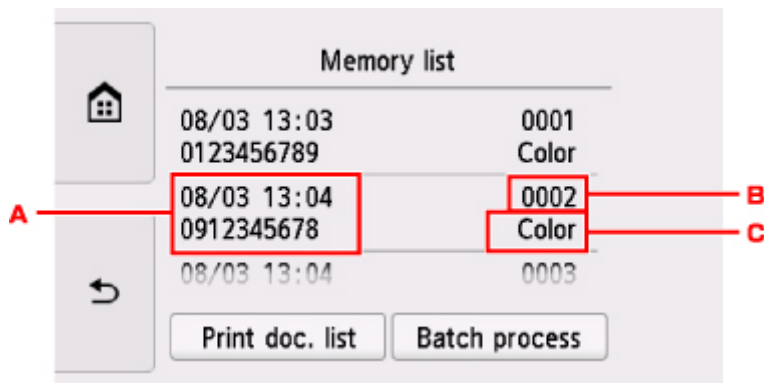 Memory list
08/03 13:03 0001
0123456789 Color
A 08/03 13:04 0002 B
0912345678 Color C
08/03 13:04 0003
Print doc. list Batch process